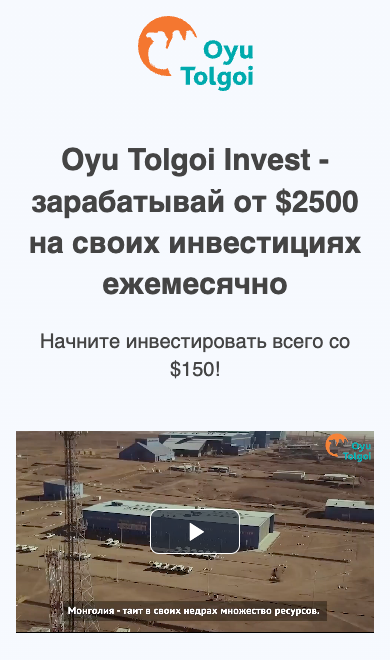 Oyu
Tolgoi
Oyu Tolgoi Invest -
зарабатывай от $2500
на своих инвестициях
ежемесячно
Начните инвестировать всего со
$150!
Oyu
Tolgoi
Монголия - таит в своих недрах множество ресурсов.